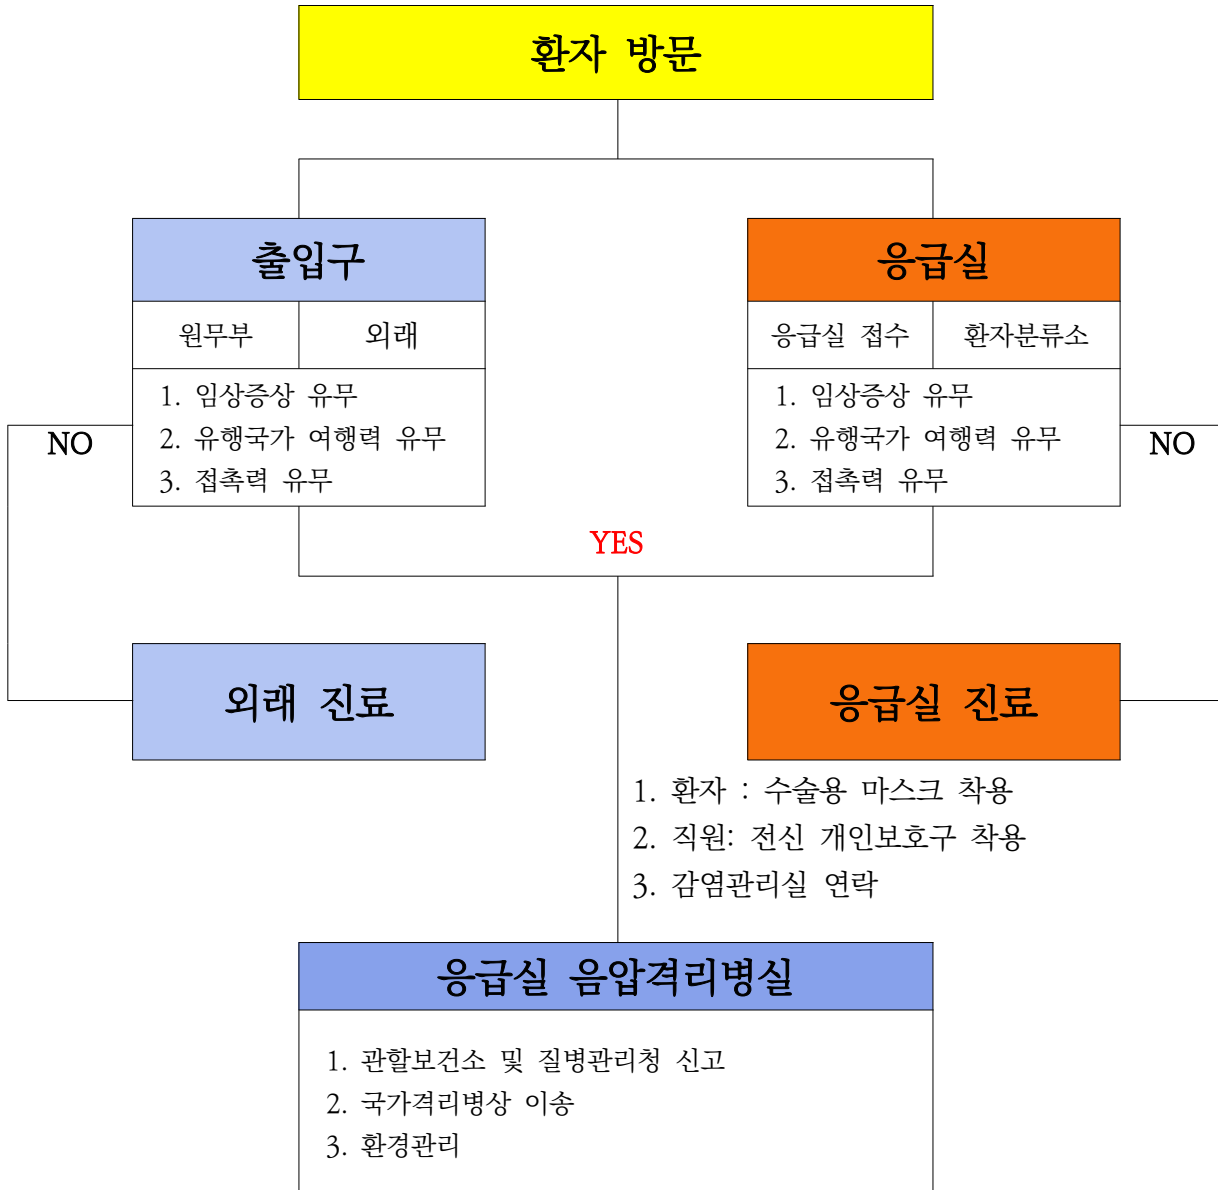 환자 방문
출입구
응급실
원무부
외래
응급실 접수
환자분류소
1. 임상증상 유무
2. 유행국가 여행력 유무
3. 접촉력 유무
1. 임상증상 유무
2. 유행국가 여행력 유무
3. 접촉력 유무
NO
NO
YES
외래 진료
응급실 진료
1. 환자 : 수술용 마스크 착용
2. 직원: 전신 개인보호구 착용
3. 감염관리실 연락
응급실 음압격리병실
1. 관할보건소 및 질병관리청 신고
2. 국가격리병상 이송
3. 환경관리